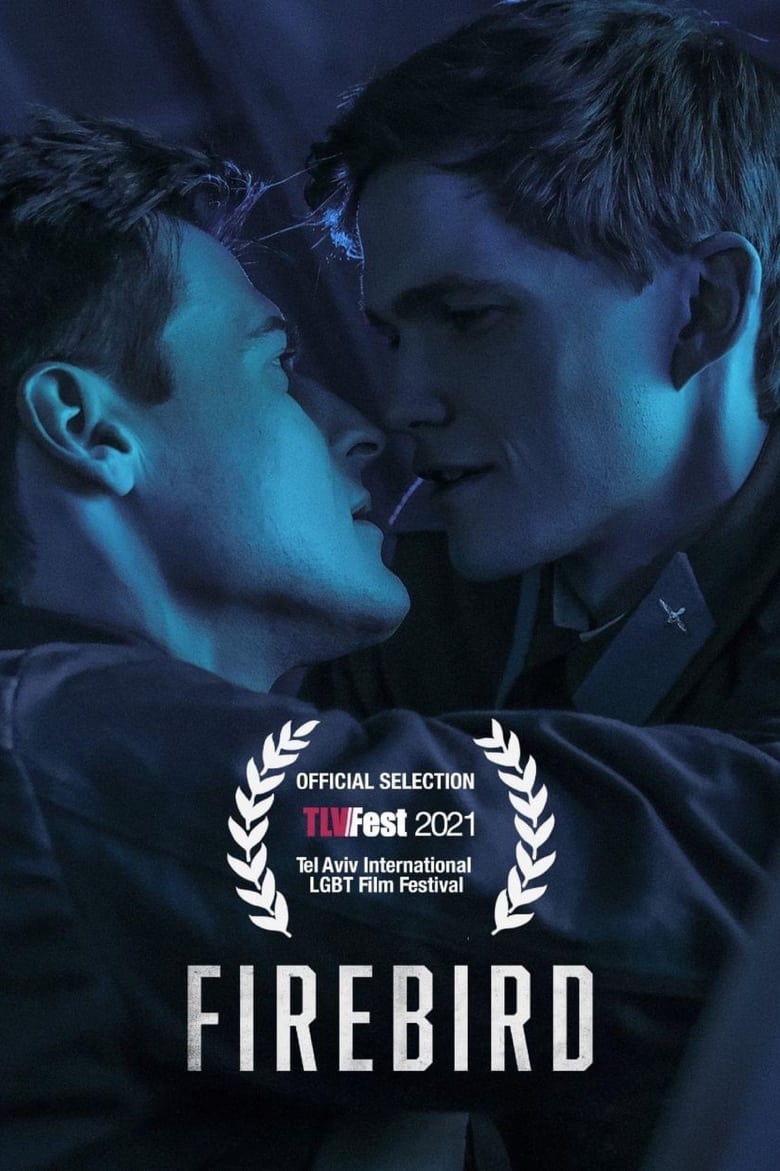 OFFICIAL SELECTION
TLVFest 2021
Tel Aviv International
LGBT Film Festival
FIREBIRD